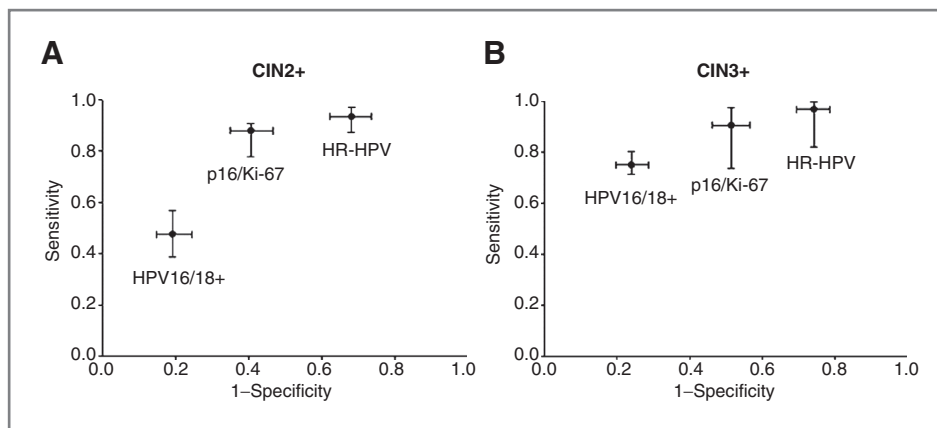 A
CIN2+
1.0
0.8
0.6
0.4
0.2
0.0
Sensitivity
HR-HPV
p16/Ki-67
HPV16/18+
0.0 0.2 0.4 0.6 0.8 1.0
1–Specificity
B
CIN3+
1.0
0.8
0.6
0.4
0.2
0.0
Sensitivity
HR-HPV
p16/Ki-67
HPV16/18+
0.0 0.2 0.4 0.6 0.8 1.0
1–Specificity